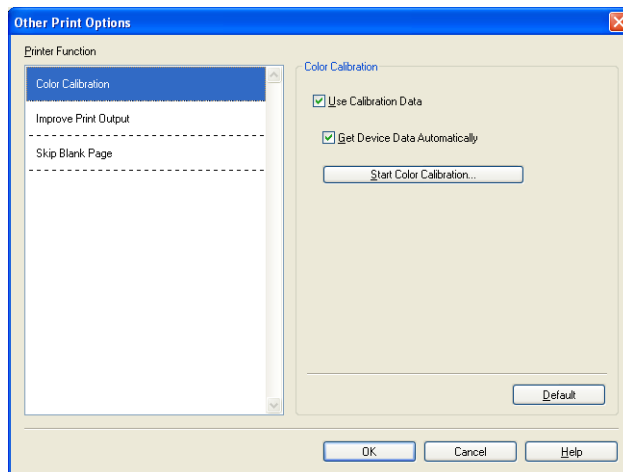 Other Print Options
Printer Function
Color Calibration
Improve Print Output
Skip Blank Page
Color Calibration
Use Calibration Data
Get Device Data Automatically
Start Color Calibration...
Default
OK
Cancel
Help